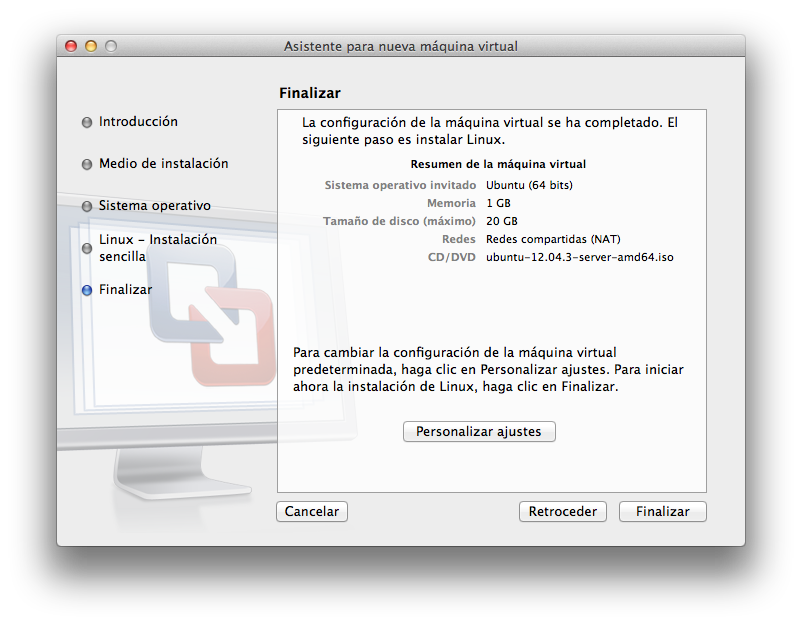 Asistente para nueva máquina virtual
Finalizar
Introducción
Medio de instalación
Sistema operativo
Linux - Instalación
sencilla
Finalizar
La configuración de la máquina virtual se ha completado. El
siguiente paso es instalar Linux.
Resumen de la máquina virtual
Sistema operativo invitado Ubuntu (64 bits)
Memoria 1 GB
Tamaño de disco (máximo) 20 GB
Redes Redes compartidas (NAT)
CD/DVD ubuntu-12.04.3-server-amd64.iso
Para cambiar la configuración de la máquina virtual
predeterminada, haga clic en Personalizar ajustes. Para iniciar
ahora la instalación de Linux, haga clic en Finalizar.
Personalizar ajustes
Cancelar
Retroceder
Finalizar